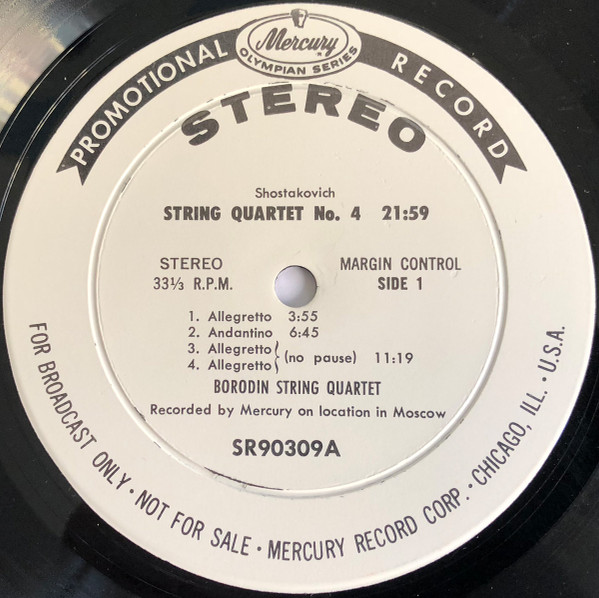 PROMOTIONAL RECORD
Mercury
OLYMPIAN SERIES
STEREO
Shostakovich
STRING QUARTET No. 4 21:59
STEREO MARGIN CONTROL
33⅓ R.P.M. SIDE 1
1. Allegretto 3:55
2. Andantino 6:45
3. Allegretto
(no pause) 11:19
4. Allegretto
BORODIN STRING QUARTET
Recorded by Mercury on location in Moscow
SR90309A
FOR BROADCAST ONLY • NOT FOR SALE • MERCURY RECORD CORP. • CHICAGO, ILL. • U.S.A.